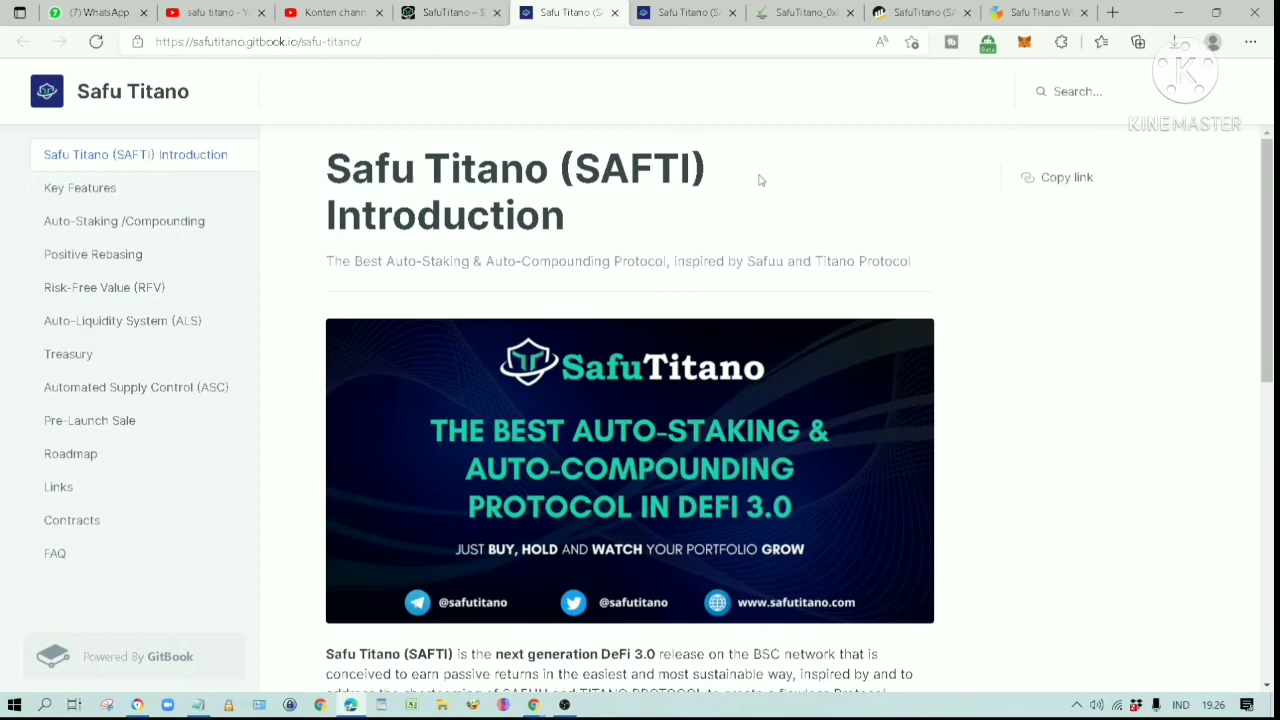 (7) WhatsApp
safu titano - Y
Konten chann
SafuTitano – S
Safu Titano (S
Safu Titano (S
SafuTitano_0x
SafuTitano (SA
Safu Titano W
https://safutitano.gitbook.io/safu-titano/
Safu Titano
Search...
KINEMASTER
Safu Titano (SAFTI) Introduction
Key Features
Auto-Staking /Compounding
Positive Rebasing
Risk-Free Value (RFV)
Auto-Liquidity System (ALS)
Treasury
Automated Supply Control (ASC)
Pre-Launch Sale
Roadmap
Links
Contracts
FAQ
Powered By GitBook
Safu Titano (SAFTI)
Introduction
Copy link
The Best Auto-Staking & Auto-Compounding Protocol, inspired by Safuu and Titano Protocol
SafuTitano
THE BEST AUTO-STAKING &
AUTO-COMPOUNDING
PROTOCOL IN DEFI 3.0
JUST BUY, HOLD AND WATCH YOUR PORTFOLIO GROW
@safutitano
@safutitano
www.safutitano.com
Safu Titano (SAFTI) is the next generation DeFi 3.0 release on the BSC network that is
conceived to earn passive returns in the easiest and most sustainable way, inspired by and to
IND
19.26